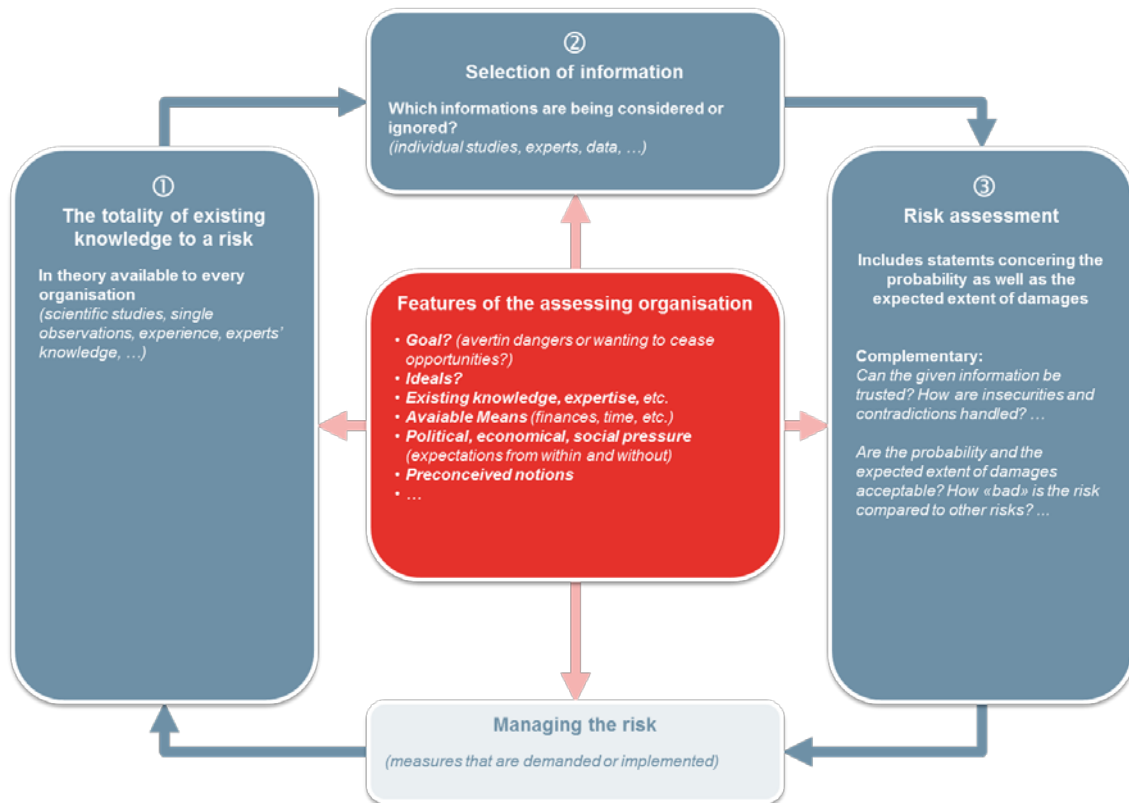 ②
Selection of information
Which informations are being considered or
ignored?
(individual studies, experts, data, …)
①
The totality of existing
knowledge to a risk
In theory available to every
organisation
(scientific studies, single
observations, experience, experts’
knowledge, …)
Features of the assessing organisation
• Goal? (avertin dangers or wanting to cease
opportunities?)
• Ideals?
• Existing knowledge, expertise, etc.
• Avaiable Means (finances, time, etc.)
• Political, economical, social pressure
(expectations from within and without)
• Preconceived notions
• …
③
Risk assessment
Includes statemts concering the
probability as well as the
expected extent of damages
Complementary:
Can the given information be
trusted? How are insecurities and
contradictions handled? …
Are the probability and the
expected extent of damages
acceptable? How «bad» is the risk
compared to other risks? ...
Managing the risk
(measures that are demanded or implemented)